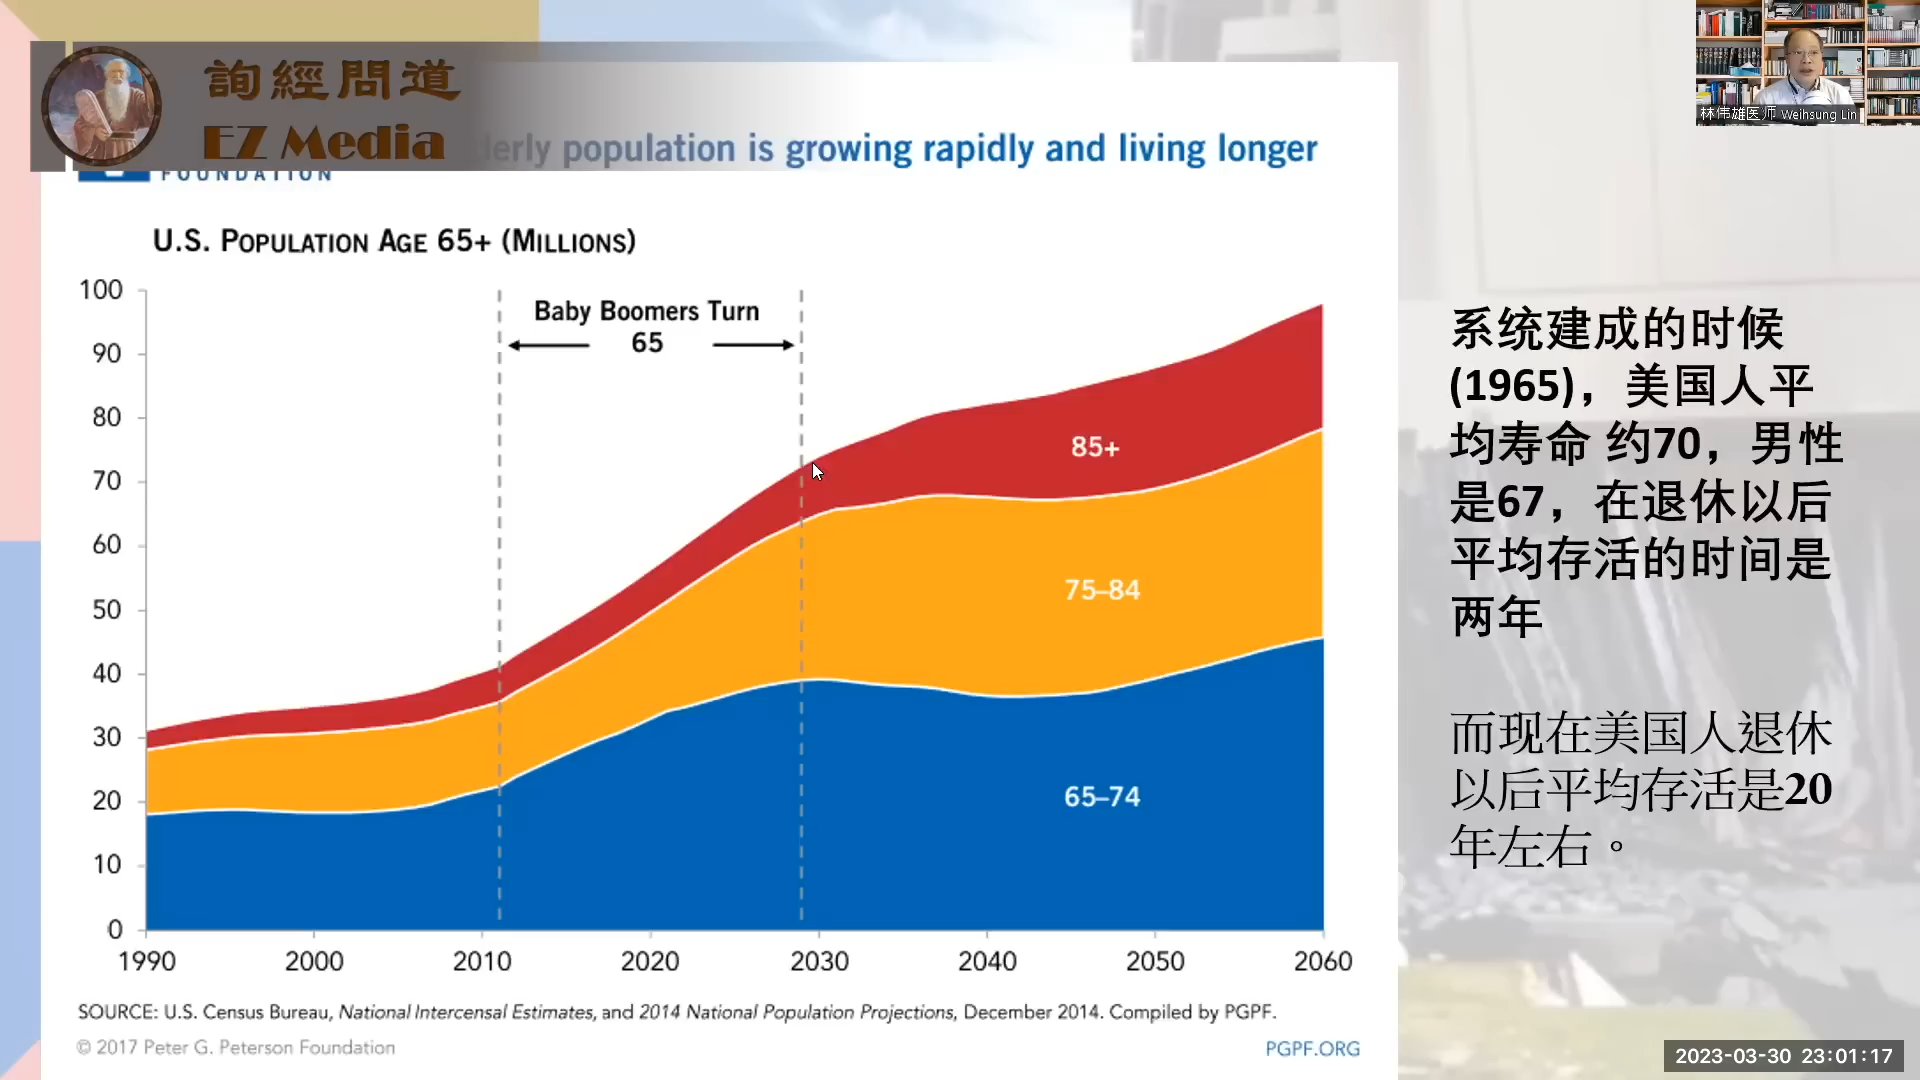 詢經問道
EZ Media
population is growing rapidly and living longer
FOUNDATION
U.S. POPULATION AGE 65+ (MILLIONS)
100
90
80
70
60
50
40
30
20
10
0
Baby Boomers Turn
65
85+
75–84
65–74
1990 2000 2010 2020 2030 2040 2050 2060
SOURCE: U.S. Census Bureau, National Intercensal Estimates, and 2014 National Population Projections, December 2014. Compiled by PGPF.
© 2017 Peter G. Peterson Foundation
PGPF.ORG
林伟雄医师 Weihsung Lin
系统建成的时候
(1965)，美国人平
均寿命 约70，男性
是67，在退休以后
平均存活的时间是
两年
而现在美国人退休
以后平均存活是20
年左右。
2023-03-30 23:01:17